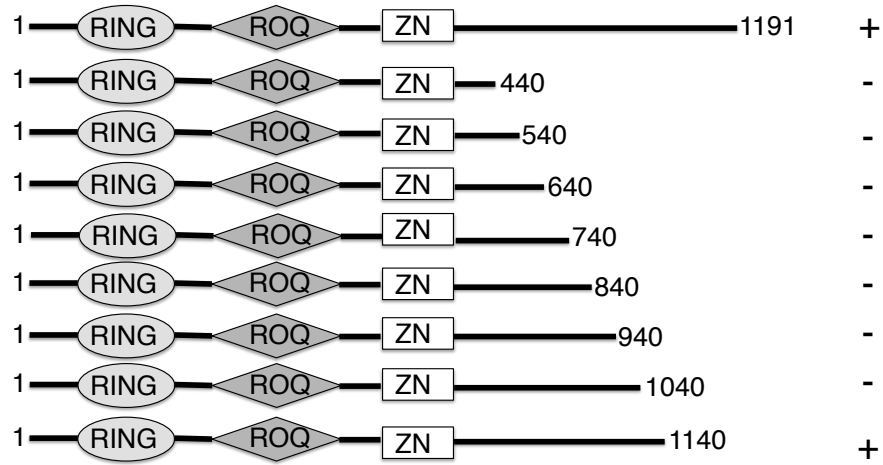 1 RING ROQ ZN 1191 +
1 RING ROQ ZN 440 -
1 RING ROQ ZN 540 -
1 RING ROQ ZN 640 -
1 RING ROQ ZN 740 -
1 RING ROQ ZN 840 -
1 RING ROQ ZN 940 -
1 RING ROQ ZN 1040 -
1 RING ROQ ZN 1140 +